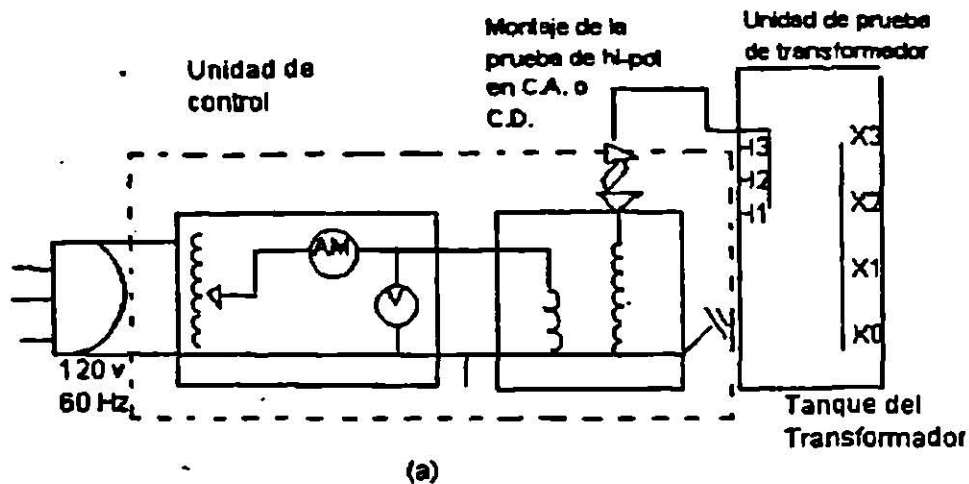 Montaje de la
prueba de hi-pot
en C.A. o
C.D.
Unidad de prueba
de transformador
Unidad de
control
H3
H2
H1
X3
X2
X1
X0
AM
V
120 v
60 Hz
Tanque del
Transformador
(a)